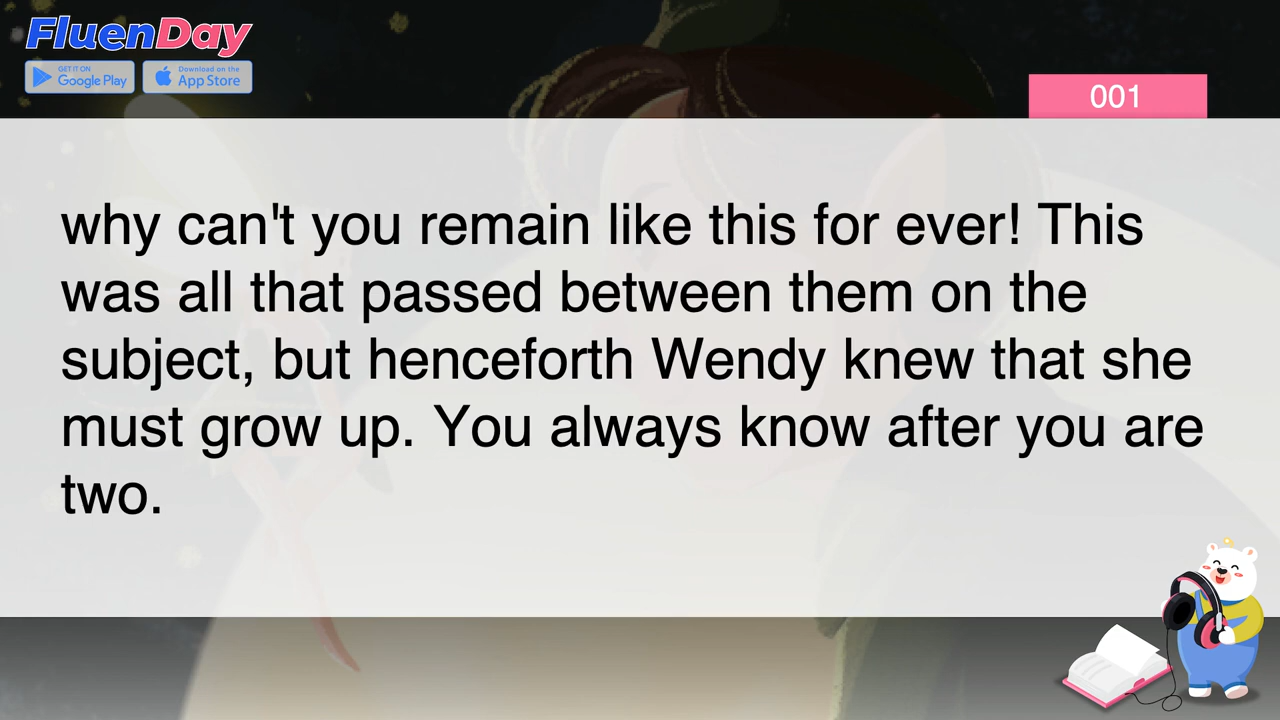 FluenDay
GET IT ON
Google Play
Download on the
App Store
001
why can't you remain like this for ever! This
was all that passed between them on the
subject, but henceforth Wendy knew that she
must grow up. You always know after you are
two.